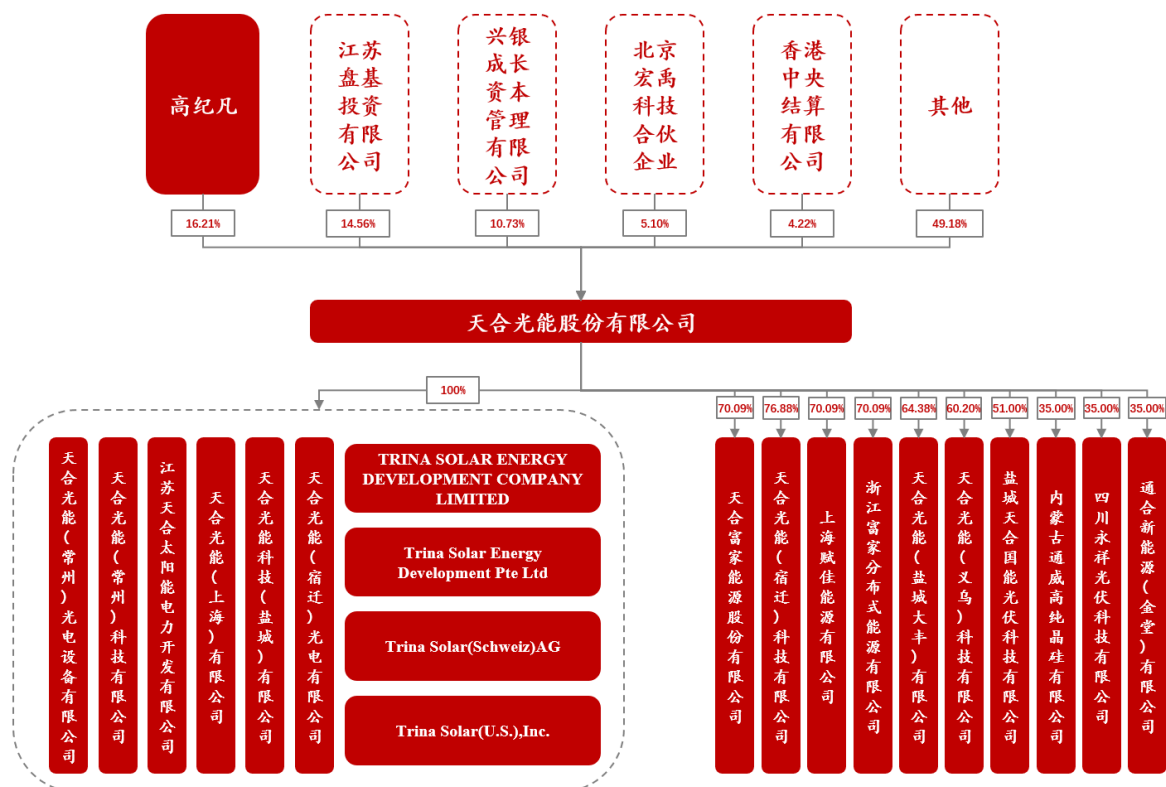 高纪凡
江苏
盘基
投资
有限
公司
兴银
成长
资本
管理
有限
公司
北京
宏禹
科技
合伙
企业
香港
中央
结算
有限
公司
其他
16.21%
14.56%
10.73%
5.10%
4.22%
49.18%
天合光能股份有限公司
100%
70.09%
76.88%
70.09%
70.09%
64.38%
60.20%
51.00%
35.00%
35.00%
35.00%
天合光能(常州)光电设备有限公司
天合光能(常州)科技有限公司
江苏天合太阳能电力开发有限公司
天合光能(上海)有限公司
天合光能科技(盐城)有限公司
天合光能(宿迁)光电有限公司
TRINA SOLAR ENERGY
DEVELOPMENT COMPANY
LIMITED
Trina Solar Energy
Development Pte Ltd
Trina Solar(Schweiz)AG
Trina Solar(U.S.),Inc.
天合富家能源股份有限公司
天合光能(宿迁)科技有限公司
上海赋佳能源有限公司
浙江富家分布式能源有限公司
天合光能(盐城大丰)有限公司
天合光能(义乌)科技有限公司
盐城天合国能光伏科技有限公司
内蒙古通威高纯晶硅有限公司
四川永祥光伏科技有限公司
通合新能源(金堂)有限公司